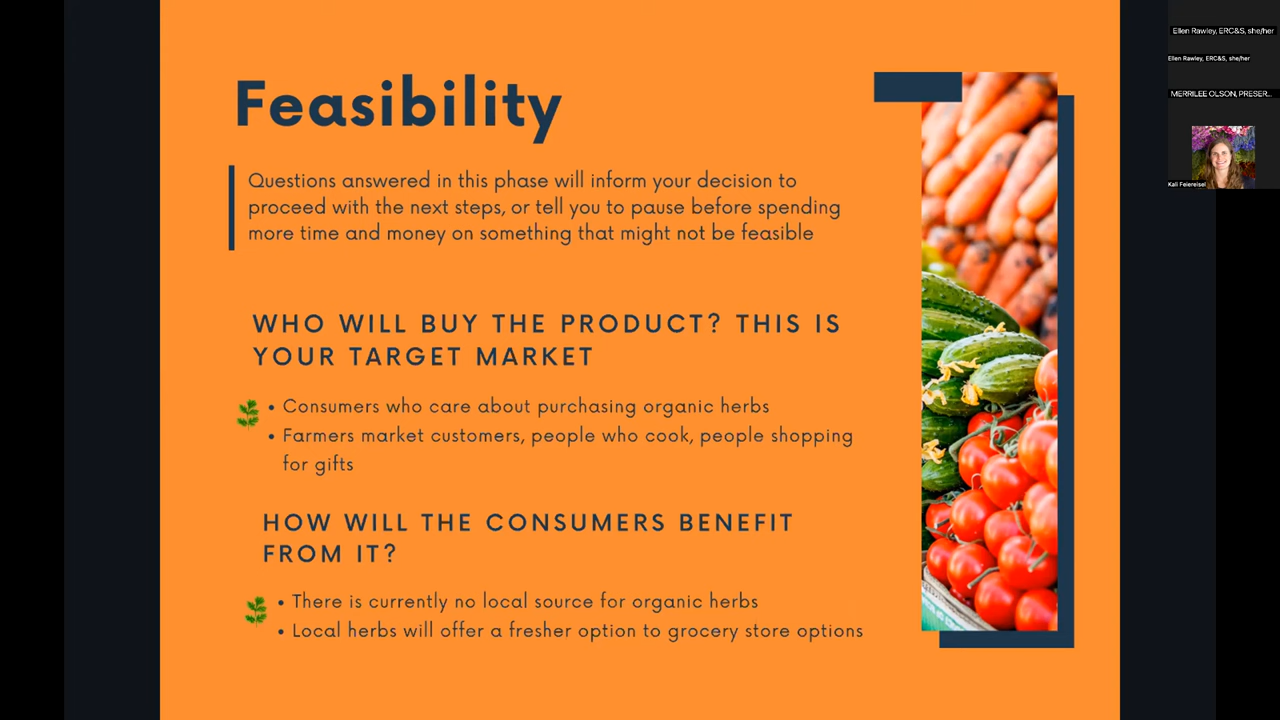 Feasibility
Questions answered in this phase will inform your decision to
proceed with the next steps, or tell you to pause before spending
more time and money on something that might not be feasible
WHO WILL BUY THE PRODUCT? THIS IS
YOUR TARGET MARKET
• Consumers who care about purchasing organic herbs
• Farmers market customers, people who cook, people shopping
for gifts
HOW WILL THE CONSUMERS BENEFIT
FROM IT?
• There is currently no local source for organic herbs
• Local herbs will offer a fresher option to grocery store options
Ellen Rawley, ERC&S, she/her
Ellen Rawley, ERC&S, she/her
MERRILEE OLSON, PRESER...
Kali Feiereisel